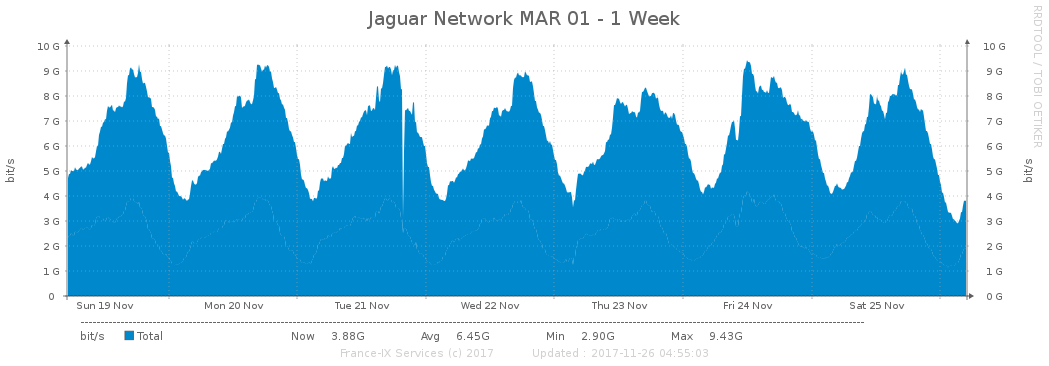 Jaguar Network MAR 01 - 1 Week
RRDTOOL / TOBI OETIKER
bit/s
10 G
9 G
8 G
7 G
6 G
5 G
4 G
3 G
2 G
1 G
0
10 G
9 G
8 G
7 G
6 G
5 G
4 G
3 G
2 G
1 G
0 G
bit/s
Sun 19 Nov Mon 20 Nov Tue 21 Nov Wed 22 Nov Thu 23 Nov Fri 24 Nov Sat 25 Nov
bit/s Total Now 3.88G Avg 6.45G Min 2.90G Max 9.43G
France-IX Services (c) 2017 Updated : 2017-11-26 04:55:03